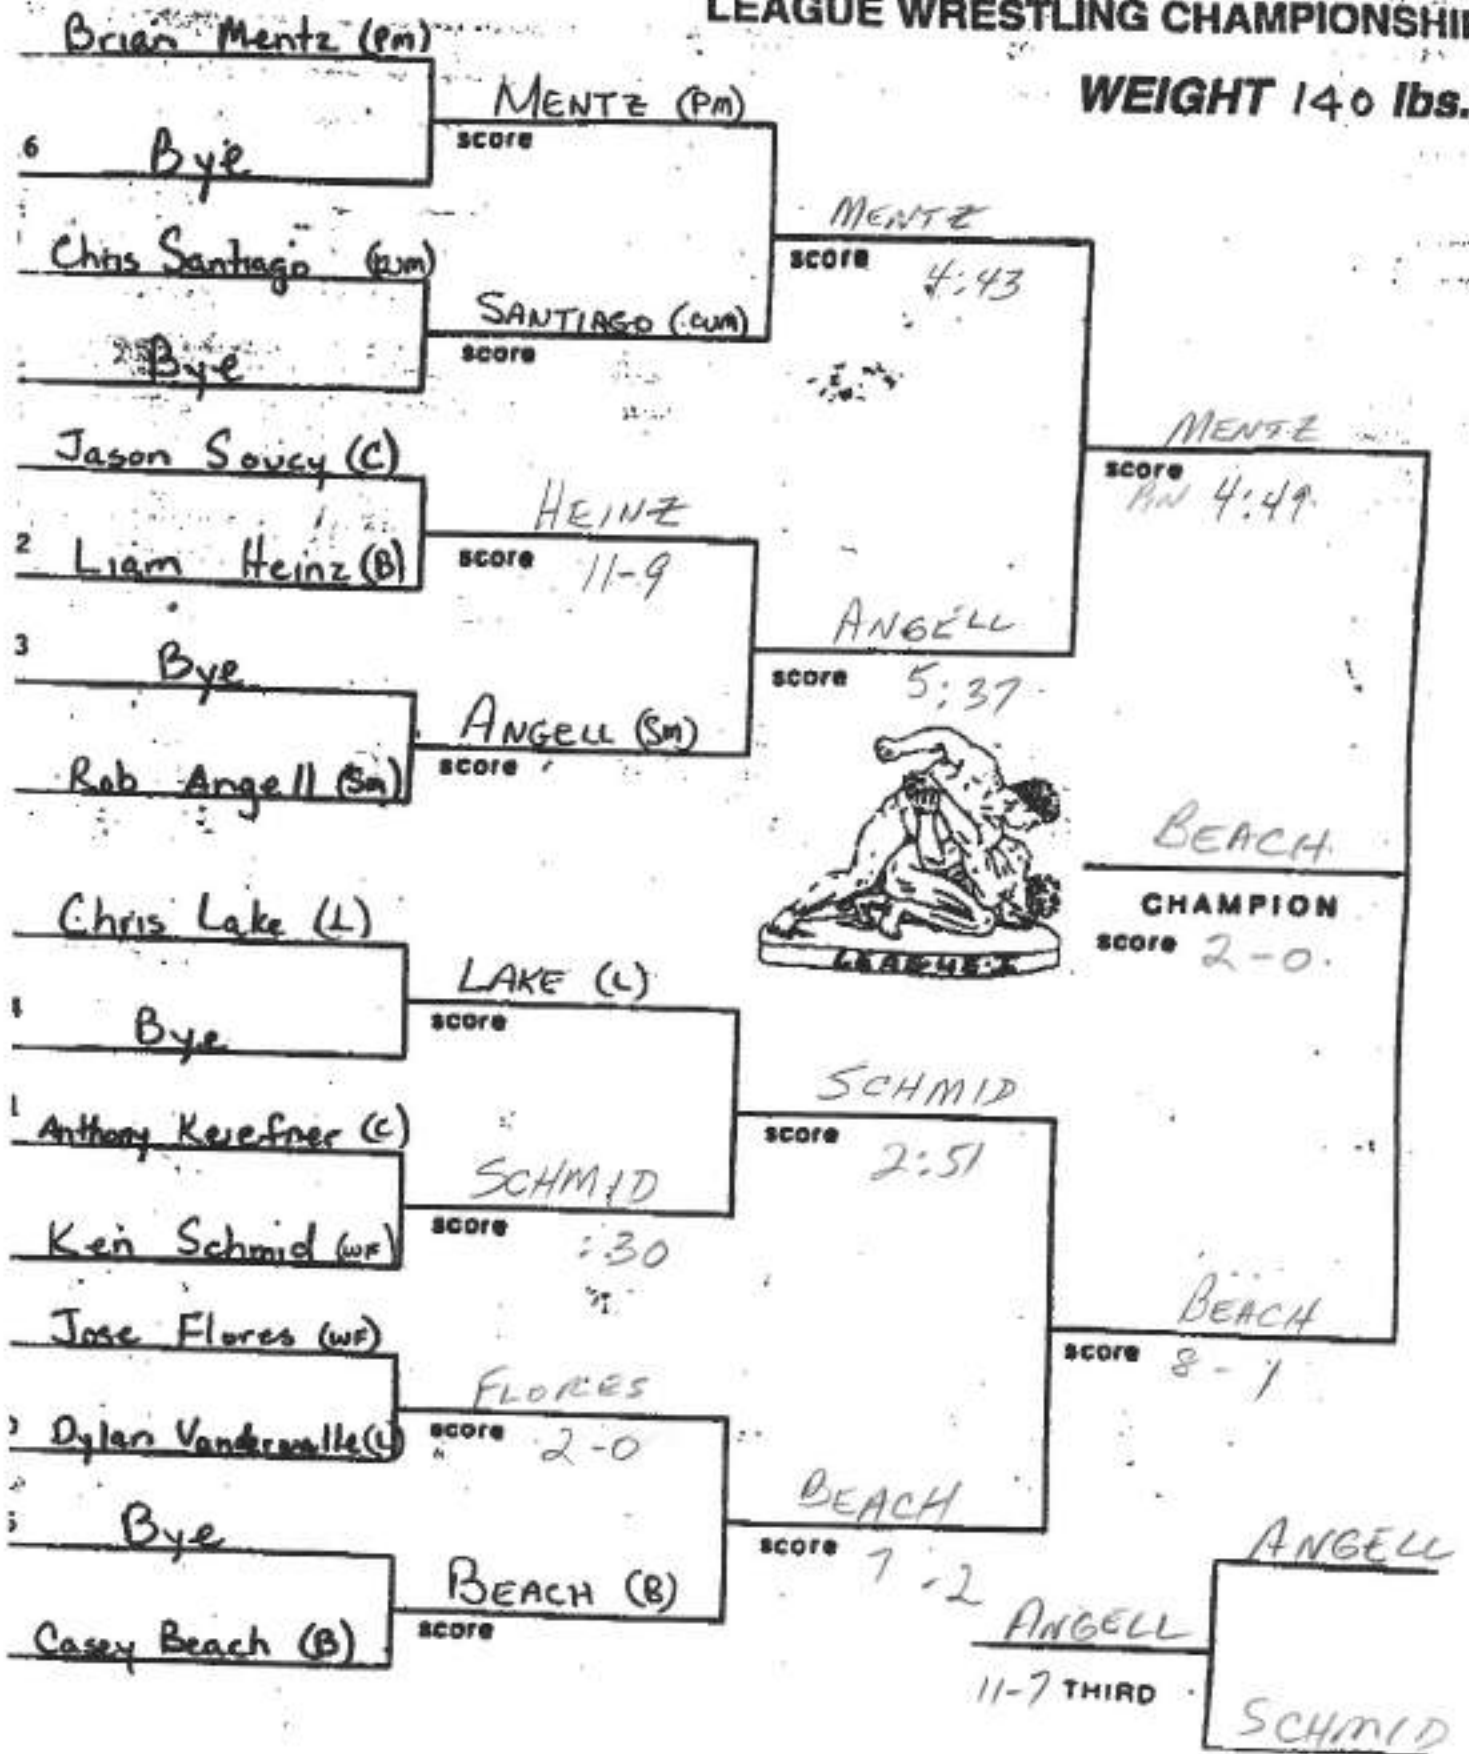 LEAGUE WRESTLING CHAMPIONSHI
WEIGHT 140 lbs.
Brian Mentz (PM)
6 Bye
MENTZ (PM)
score
Chris Santiago
Bye
SANTIAGO (CWM)
score
MENTZ
score 4:43
Jason Soucy (C)
2 Liam Heinz (B)
HEINZ
score 11-9
3 Bye
Rob Angell (SM)
ANGELL (SM)
score
ANGELL
score 5:37
MENTZ
score PIN 4:49
BEACH
CHAMPION
score 2-0
Chris Lake (L)
4 Bye
LAKE (L)
score
1 Anthony (C)
Ken Schmid (WF)
SCHMID
score :30
SCHMID
score 2:51
Jose Flores (WF)
Dylan Vanderwalle (L)
FLORES
score 2-0
5 Bye
Casey Beach (B)
BEACH (B)
score
BEACH
score 7-2
BEACH
score 8-1
ANGELL
ANGELL
11-7 THIRD
SCHMID